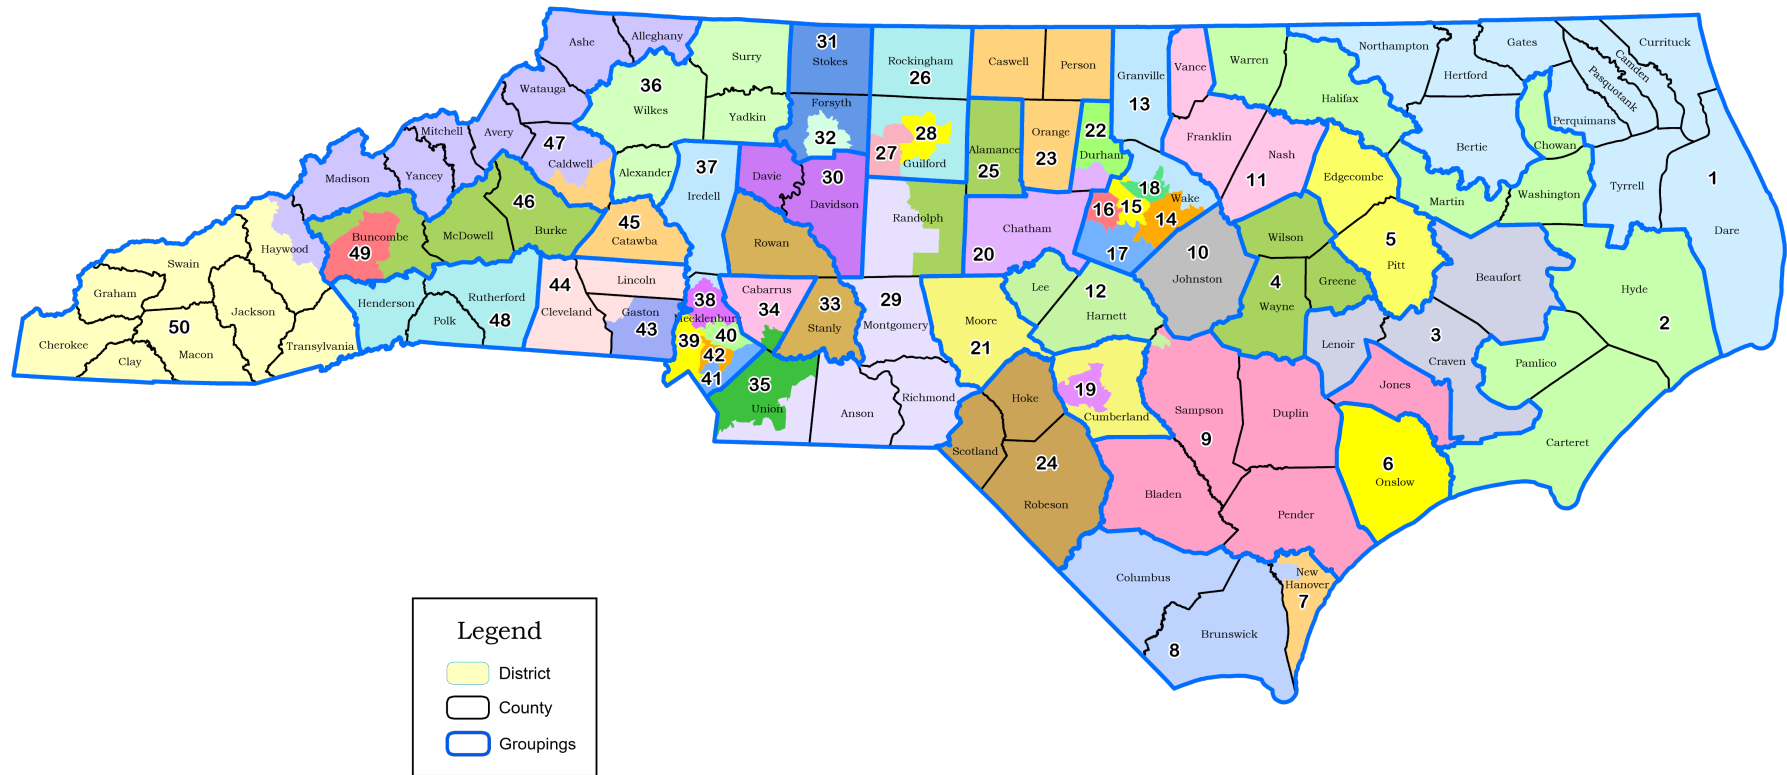 Ashe
Alleghany
Surry
31
Stokes
Rockingham
26
Caswell
Person
Granville
13
Vance
Warren
Halifax
Northampton
Gates
Hertford
Camden
Pasquotank
Currituck
Perquimans
Chowan
Bertie
36
Wilkes
Watauga
Yadkin
Forsyth
32
27
28
Guilford
Alamance
25
Orange
23
22
Durham
Franklin
Nash
11
Edgecombe
Martin
Washington
Tyrrell
1
Dare
Mitchell
Avery
47
Caldwell
Madison
Yancey
Alexander
37
Iredell
Davie
30
Davidson
Randolph
Chatham
20
16
15
18
Wake
14
17
10
Johnston
Wilson
5
Pitt
Beaufort
Hyde
2
46
Burke
McDowell
45
Catawba
Rowan
Buncombe
49
Haywood
Swain
Graham
Jackson
50
Cherokee
Clay
Macon
Transylvania
Henderson
Polk
Rutherford
48
44
Cleveland
Lincoln
Gaston
43
38
Mecklenburg
39
40
42
41
Cabarrus
34
33
Stanly
29
Montgomery
Moore
21
Lee
12
Harnett
4
Wayne
Greene
Lenoir
3
Craven
Pamlico
Jones
Carteret
35
Union
Anson
Richmond
Hoke
Scotland
24
Robeson
19
Cumberland
Sampson
9
Duplin
6
Onslow
Bladen
Pender
Columbus
8
Brunswick
New
Hanover
7
Legend
District
County
Groupings